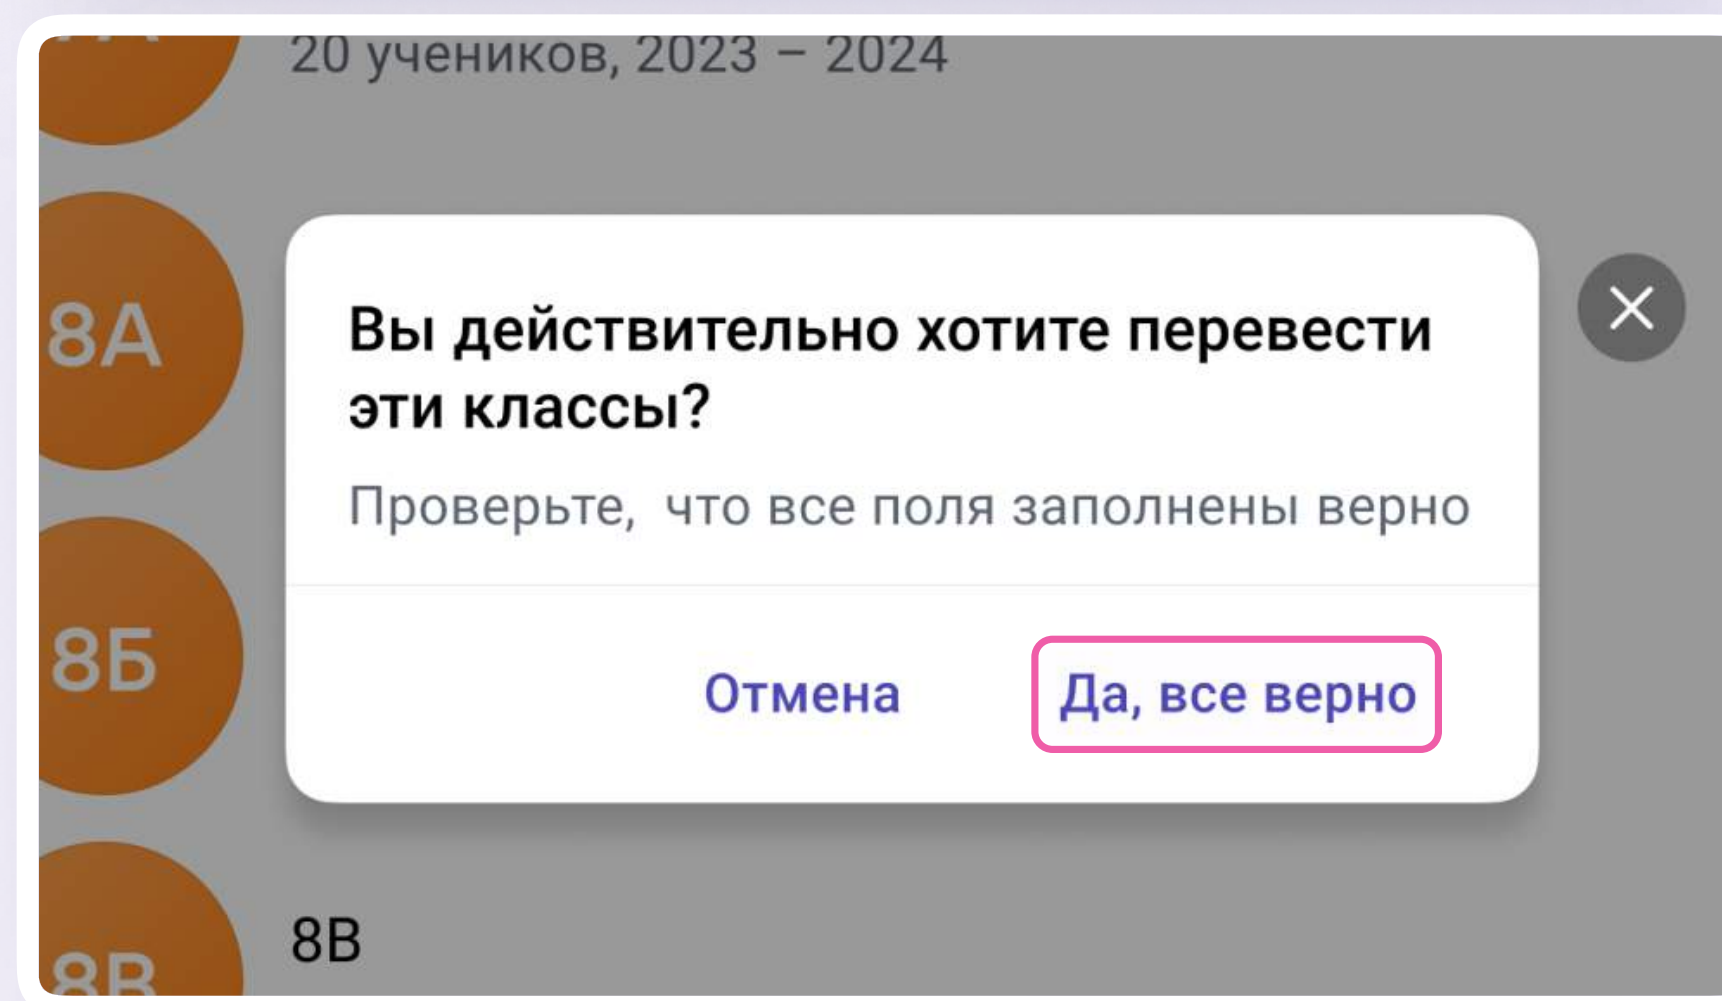 20 учеников, 2023 – 2024
8А
Вы действительно хотите перевести
эти классы?
Проверьте, что все поля заполнены верно
8Б
Отмена
Да, все верно
8В
8В